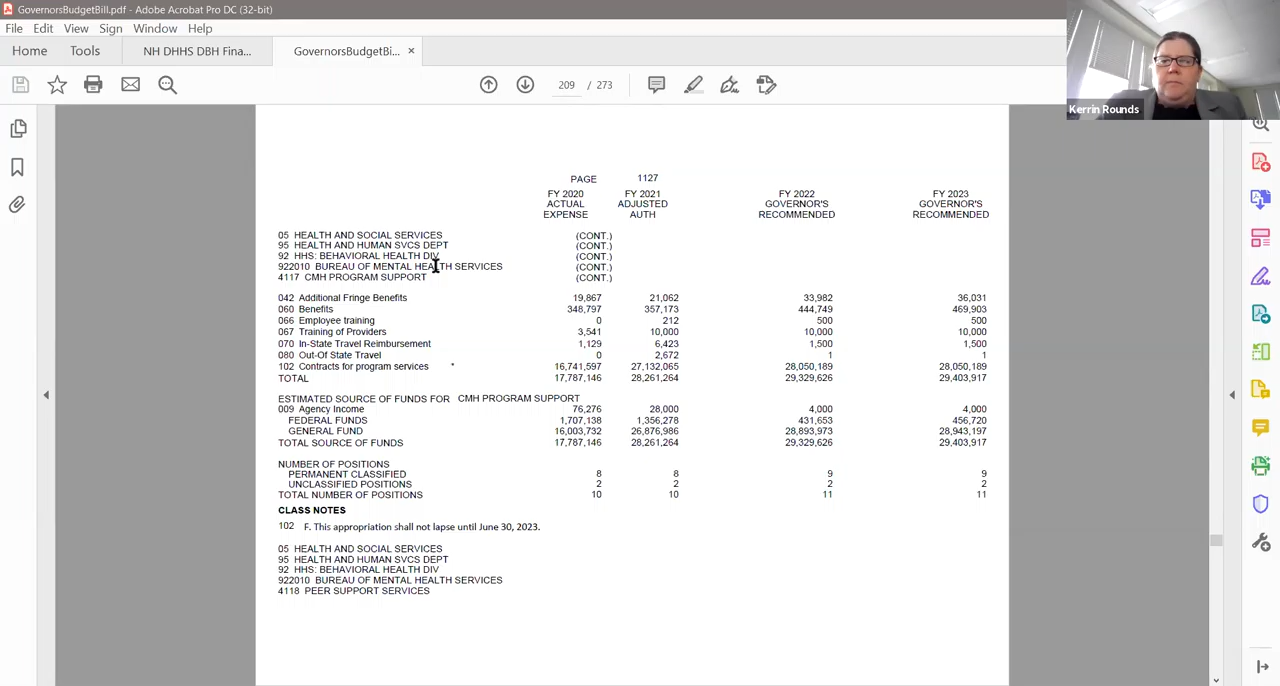 GovernorsBudgetBill.pdf - Adobe Acrobat Pro DC (32-bit)
File Edit View Sign Window Help
Home Tools NH DHHS DBH Fina... GovernorsBudgetBi... ×
209 / 273
Kerrin Rounds
PAGE 1127
FY 2020 FY 2021 FY 2022 FY 2023
ACTUAL ADJUSTED GOVERNOR'S GOVERNOR'S
EXPENSE AUTH RECOMMENDED RECOMMENDED
05 HEALTH AND SOCIAL SERVICES (CONT.)
95 HEALTH AND HUMAN SVCS DEPT (CONT.)
92 HHS: BEHAVIORAL HEALTH DIV (CONT.)
922010 BUREAU OF MENTAL HEALTH SERVICES (CONT.)
4117 CMH PROGRAM SUPPORT (CONT.)
042 Additional Fringe Benefits 19,867 21,062 33,982 36,031
060 Benefits 348,797 357,173 444,749 469,903
066 Employee training 0 212 500 500
067 Training of Providers 3,541 10,000 10,000 10,000
070 In-State Travel Reimbursement 1,129 6,423 1,500 1,500
080 Out-Of State Travel 0 2,672 1 1
102 Contracts for program services * 16,741,597 27,132,065 28,050,189 28,050,189
TOTAL 17,787,146 28,261,264 29,329,626 29,403,917
ESTIMATED SOURCE OF FUNDS FOR CMH PROGRAM SUPPORT
009 Agency Income 76,276 28,000 4,000 4,000
FEDERAL FUNDS 1,707,138 1,356,278 431,653 456,720
GENERAL FUND 16,003,732 26,876,986 28,893,973 28,943,197
TOTAL SOURCE OF FUNDS 17,787,146 28,261,264 29,329,626 29,403,917
NUMBER OF POSITIONS
PERMANENT CLASSIFIED 8 8 9 9
UNCLASSIFIED POSITIONS 2 2 2 2
TOTAL NUMBER OF POSITIONS 10 10 11 11
CLASS NOTES
102 F. This appropriation shall not lapse until June 30, 2023.
05 HEALTH AND SOCIAL SERVICES
95 HEALTH AND HUMAN SVCS DEPT
92 HHS: BEHAVIORAL HEALTH DIV
922010 BUREAU OF MENTAL HEALTH SERVICES
4118 PEER SUPPORT SERVICES